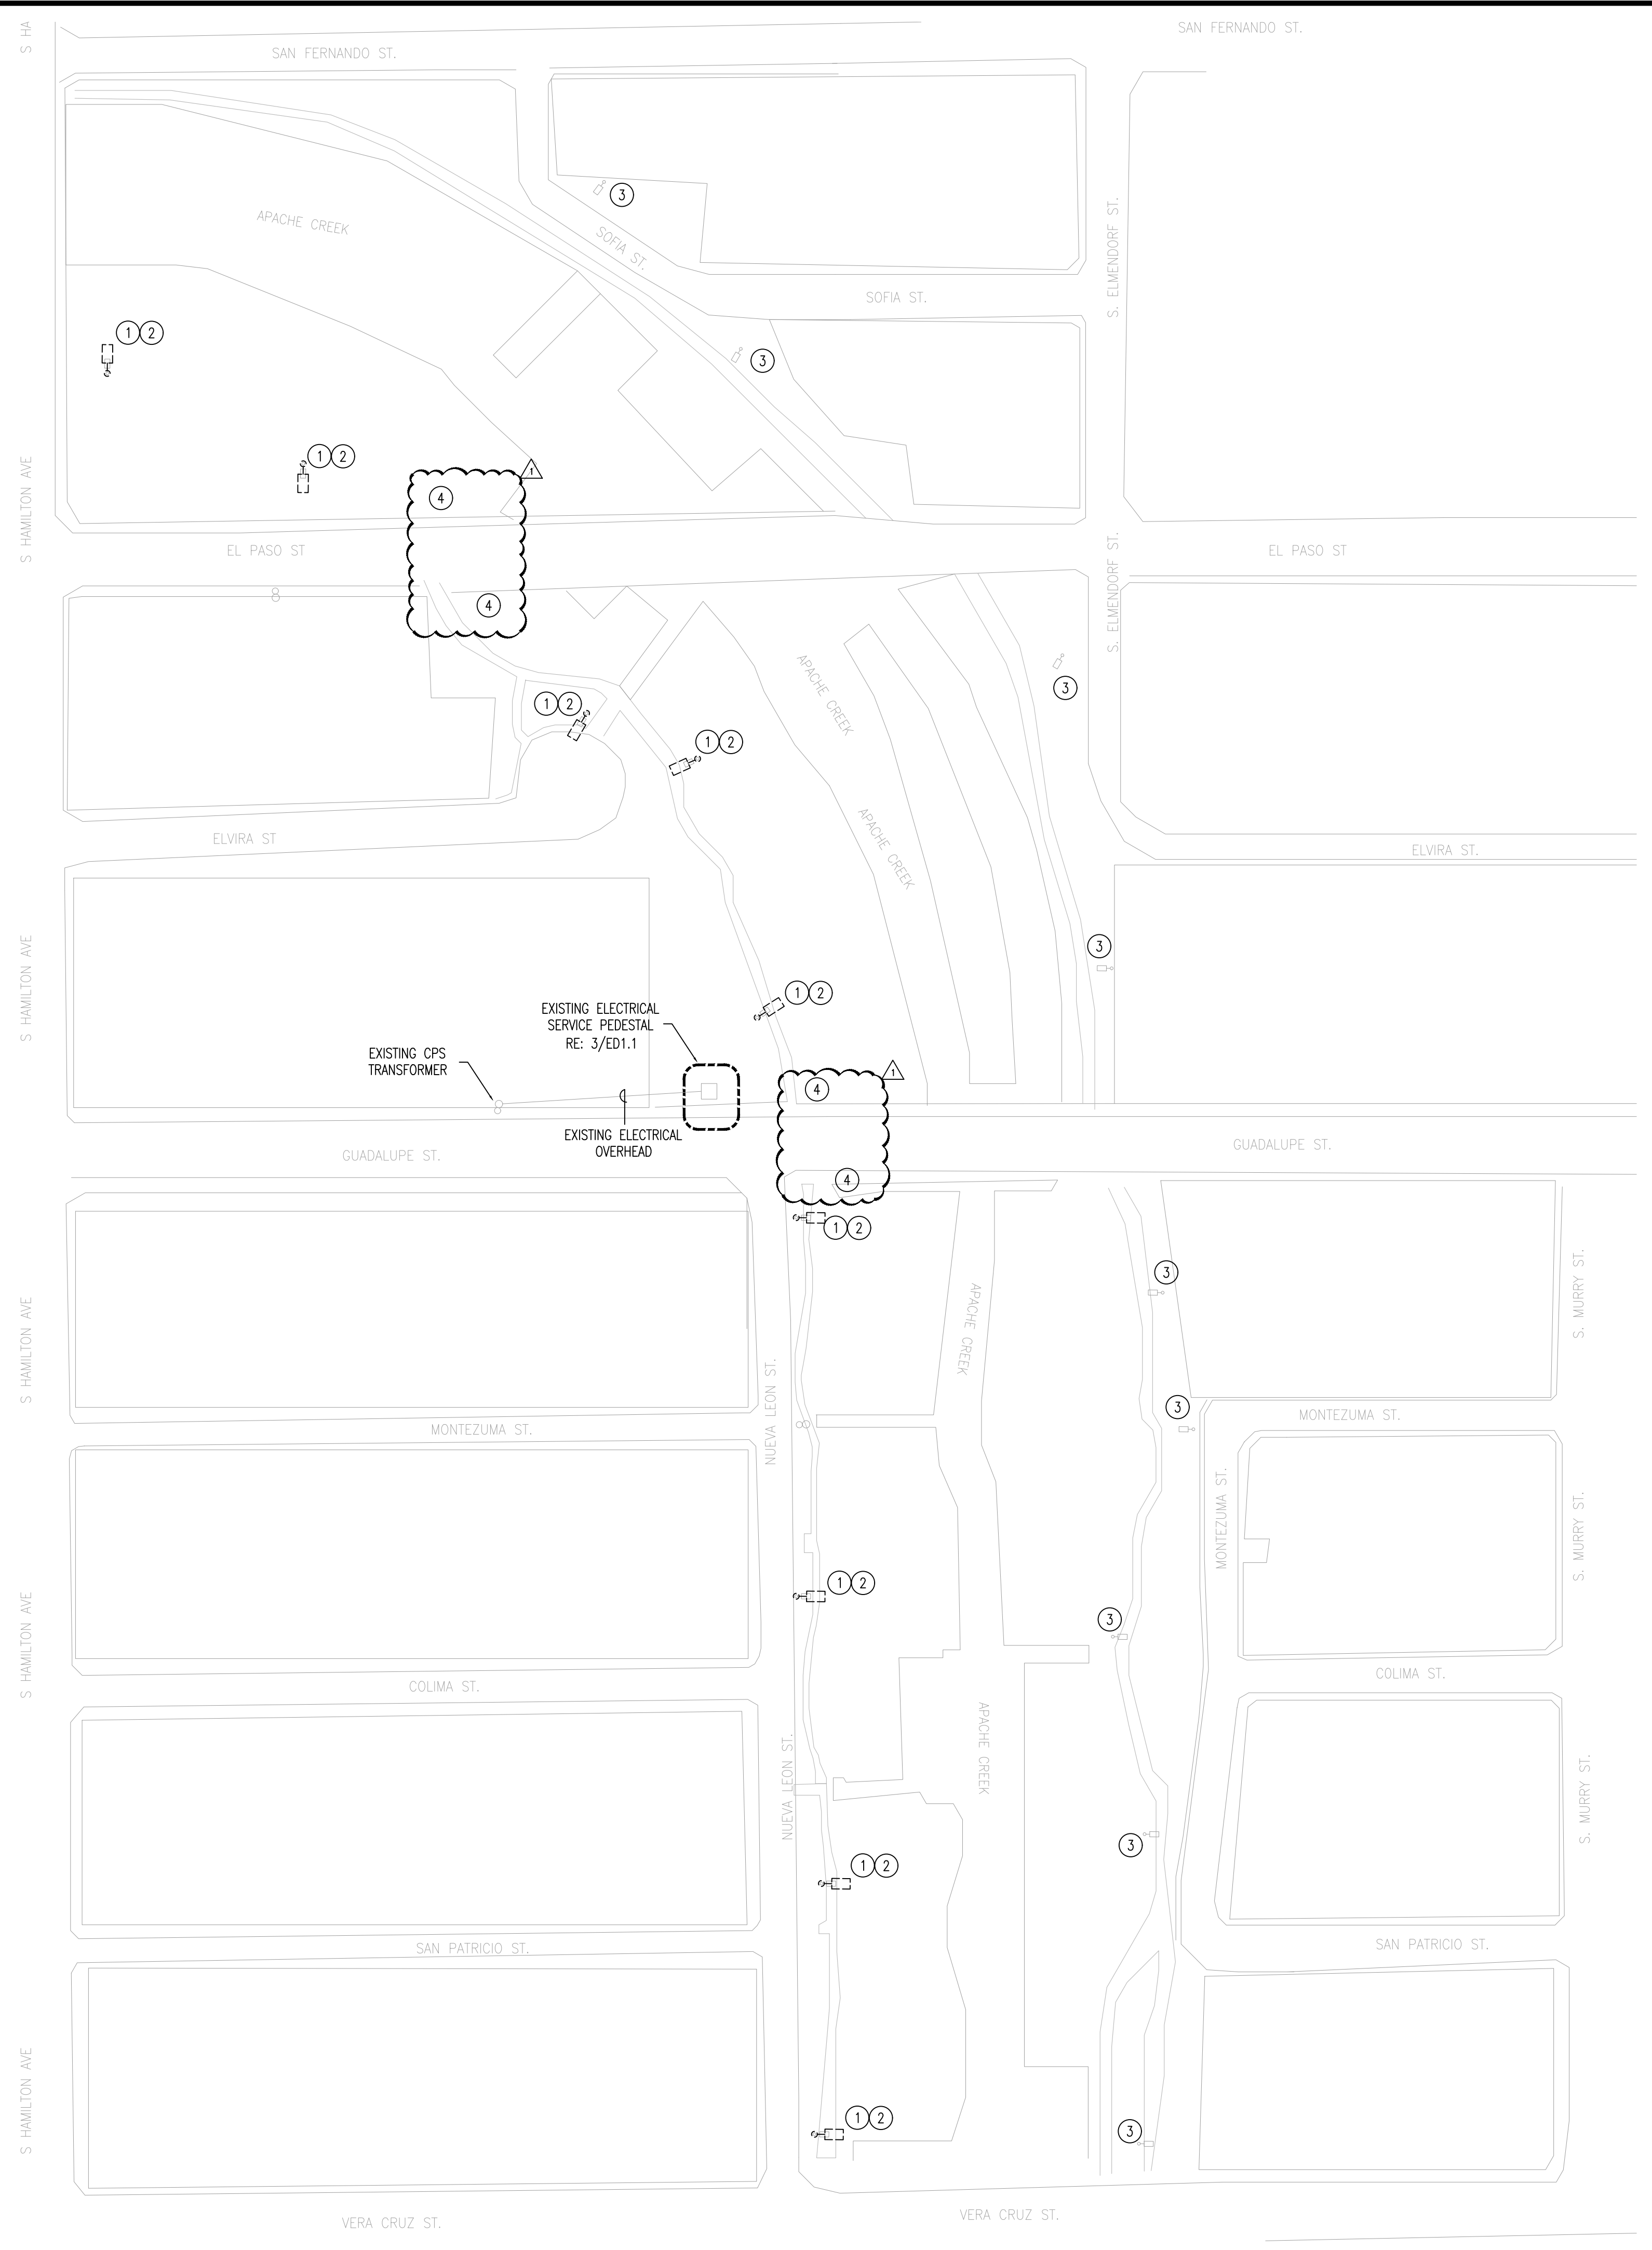 S HA
SAN FERNANDO ST.
SAN FERNANDO ST.
APACHE CREEK
3
SOFIA ST.
S. ELMENDORF ST.
SOFIA ST.
1 2
3
1 2
1
4
S HAMILTON AVE
EL PASO ST
S. ELMENDORF ST.
EL PASO ST
4
APACHE CREEK
3
1 2
1 2
APACHE CREEK
ELVIRA ST
ELVIRA ST.
S HAMILTON AVE
3
1 2
EXISTING ELECTRICAL
SERVICE PEDESTAL
RE: 3/ED1.1
EXISTING CPS
TRANSFORMER
1
4
EXISTING ELECTRICAL
OVERHEAD
GUADALUPE ST.
GUADALUPE ST.
4
1 2
3
S. MURRY ST.
APACHE CREEK
S HAMILTON AVE
NUEVA LEON ST.
3
MONTEZUMA ST.
MONTEZUMA ST.
MONTEZUMA ST.
S. MURRY ST.
1 2
3
S HAMILTON AVE
COLIMA ST.
COLIMA ST.
APACHE CREEK
NUEVA LEON ST.
S. MURRY ST.
3
1 2
SAN PATRICIO ST.
SAN PATRICIO ST.
S HAMILTON AVE
1 2
3
VERA CRUZ ST.
VERA CRUZ ST.